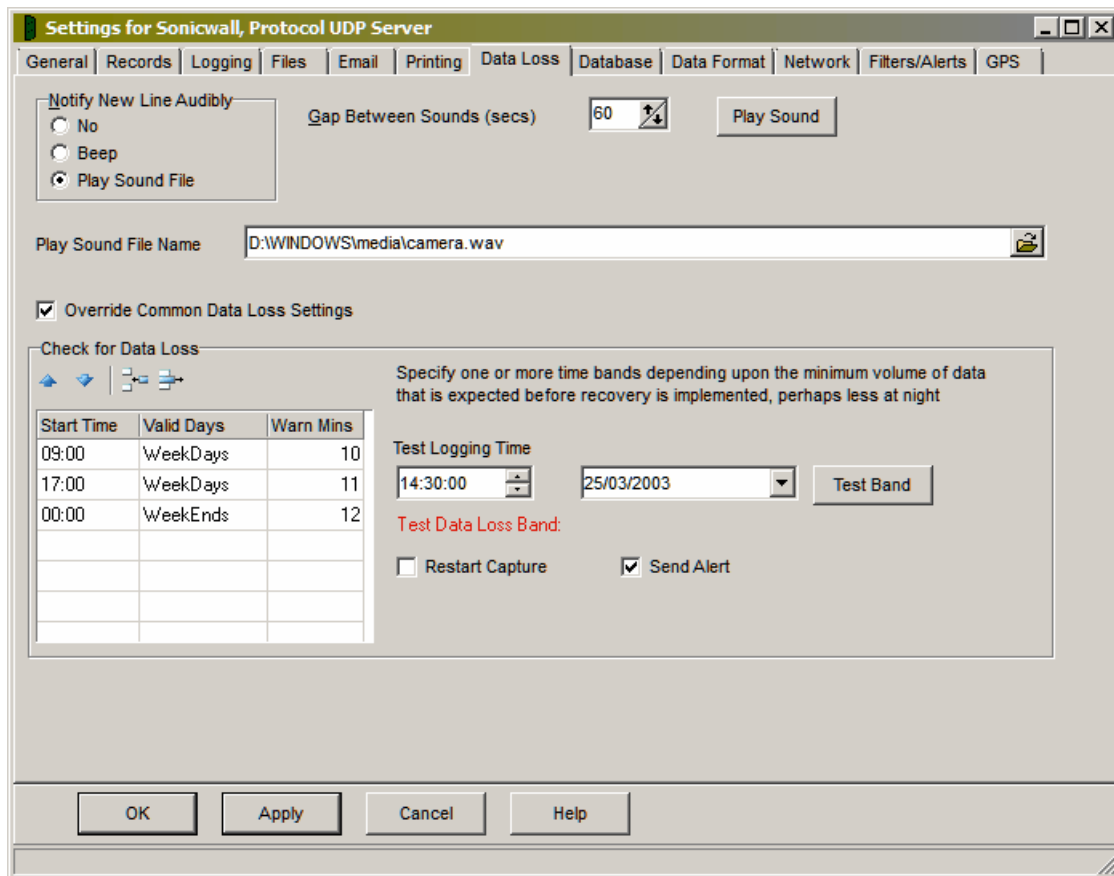 Settings for Sonicwall, Protocol UDP Server
General Records Logging Files Email Printing Data Loss Database Data Format Network Filters/Alerts GPS
Notify New Line Audibly
No
Beep
Play Sound File
Gap Between Sounds (secs) 60 Play Sound
Play Sound File Name D:\WINDOWS\media\camera.wav
Override Common Data Loss Settings
Check for Data Loss
Specify one or more time bands depending upon the minimum volume of data
that is expected before recovery is implemented, perhaps less at night
Start Time Valid Days Warn Mins
09:00 WeekDays 10
17:00 WeekDays 11
00:00 WeekEnds 12
Test Logging Time
14:30:00 25/03/2003 Test Band
Test Data Loss Band:
Restart Capture Send Alert
OK Apply Cancel Help